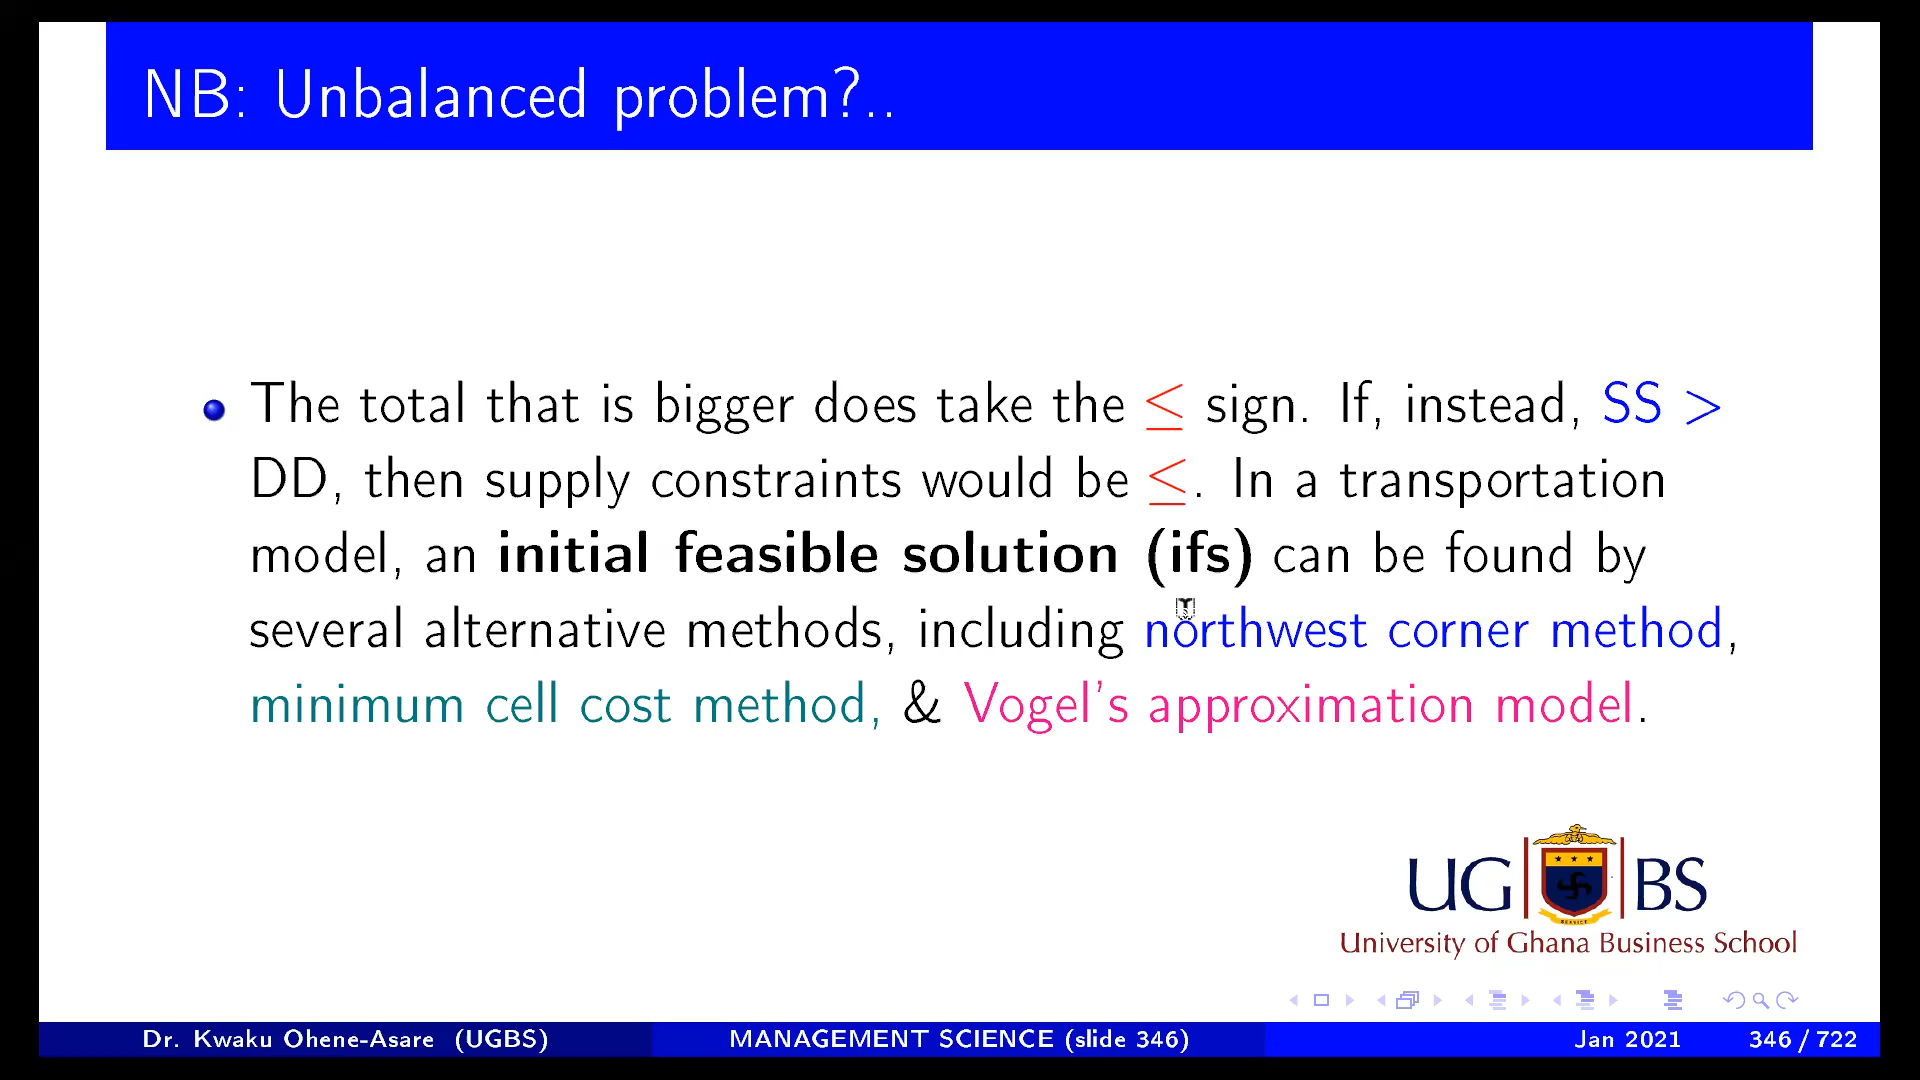 NB: Unbalanced problem?..
The total that is bigger does take the ≤ sign. If, instead, SS >
DD, then supply constraints would be ≤. In a transportation
model, an initial feasible solution (ifs) can be found by
several alternative methods, including northwest corner method,
minimum cell cost method, & Vogel's approximation model.
UG BS
University of Ghana Business School
Dr. Kwaku Ohene-Asare (UGBS) MANAGEMENT SCIENCE (slide 346) Jan 2021 346 / 722